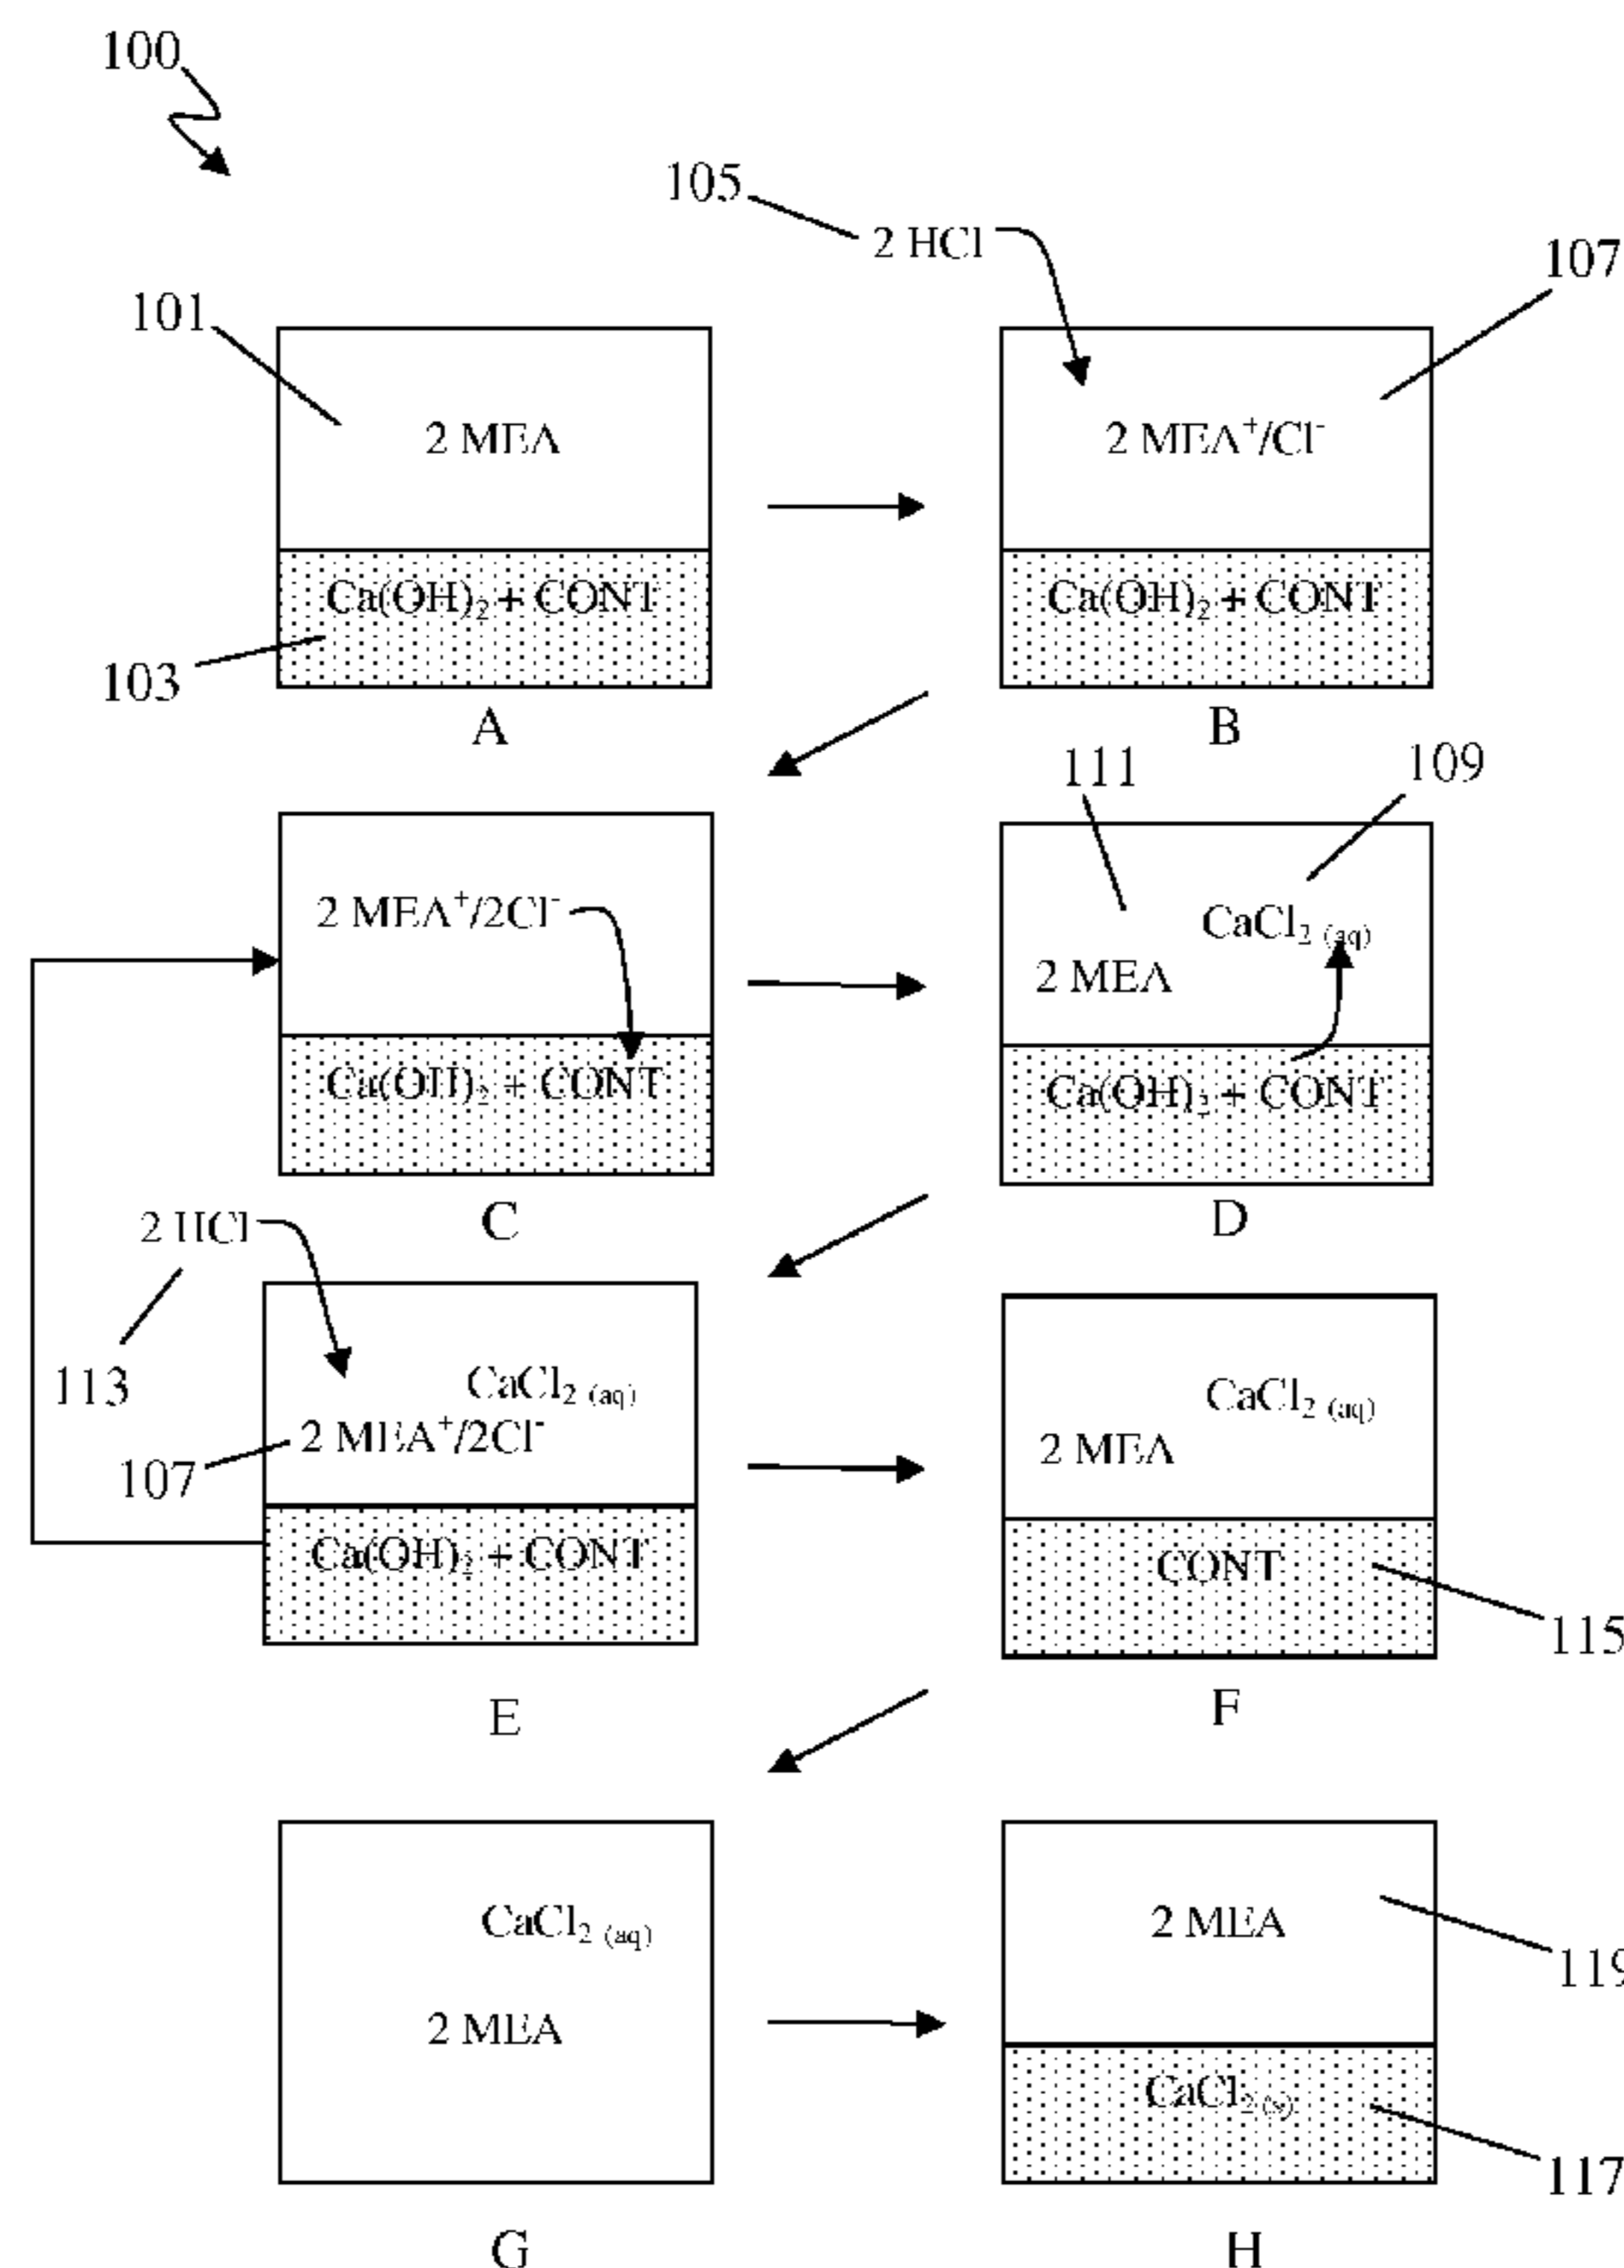 100
105
2 HCl
107
101
2 MEA
2 MEA⁺/Cl⁻
Ca(OH)₂ + CONT
Ca(OH)₂ + CONT
103
A
B
111
109
2 MEA⁺/2Cl⁻
CaCl₂ (aq)
2 MEA
Ca(OH)₂ + CONT
Ca(OH)₂ + CONT
C
D
2 HCl
113
CaCl₂ (aq)
2 MEA⁺/2Cl⁻
107
CaCl₂ (aq)
2 MEA
Ca(OH)₂ + CONT
CONT
115
E
F
CaCl₂ (aq)
2 MEA
2 MEA
119
CaCl₂ (s)
117
G
H